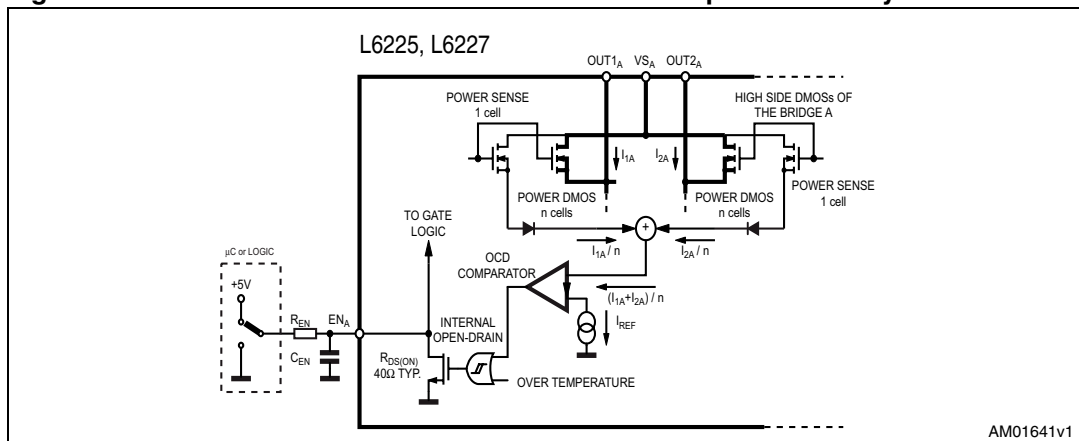 L6225, L6227
OUT1A VSA OUT2A
POWER SENSE
1 cell
HIGH SIDE DMOSs OF
THE BRIDGE A
I1A
I2A
POWER SENSE
1 cell
POWER DMOS
n cells
POWER DMOS
n cells
TO GATE
LOGIC
+
I1A / n
I2A / n
μC or LOGIC
OCD
COMPARATOR
+5V
(I1A+I2A) / n
REN
ENA
INTERNAL
OPEN-DRAIN
IREF
CEN
RDS(ON)
40Ω TYP.
OVER TEMPERATURE
AM01641v1